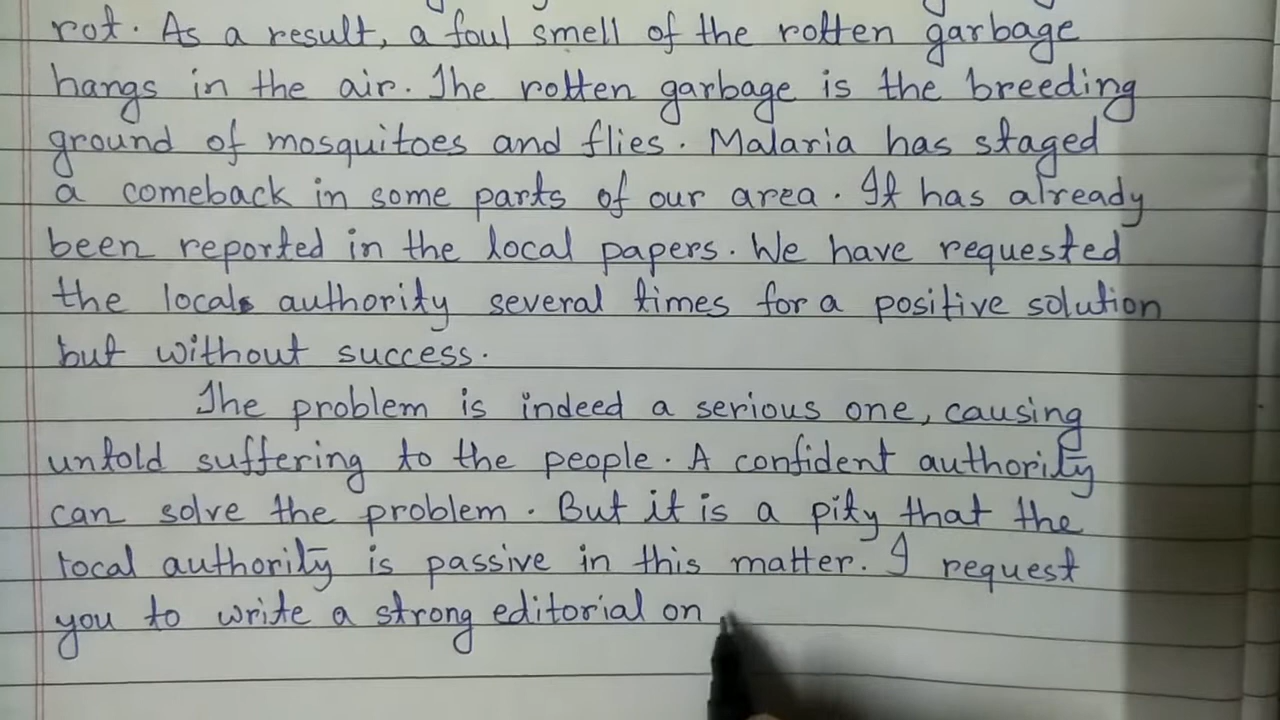 rot. As a result, a foul smell of the rotten garbage
hangs in the air. The rotten garbage is the breeding
ground of mosquitoes and flies. Malaria has staged
a comeback in some parts of our area. It has already
been reported in the local papers. We have requested
the local authority several times for a positive solution
but without success.
The problem is indeed a serious one, causing
untold suffering to the people. A confident authority
can solve the problem. But it is a pity that the
local authority is passive in this matter. I request
you to write a strong editorial on